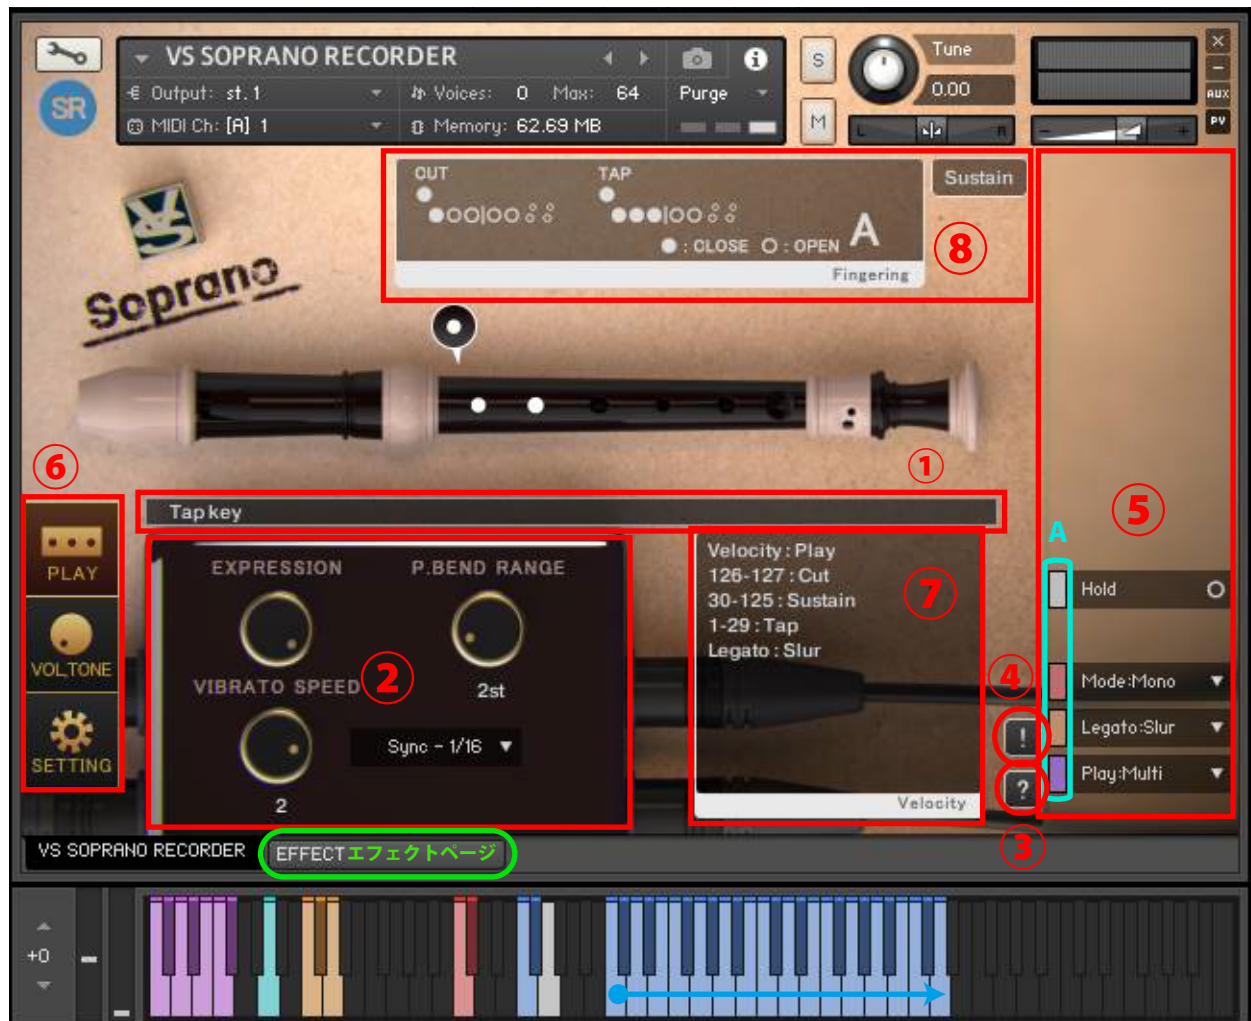 VS SOPRANO RECORDER
S
Tune
×
−
SR
Output: st.1
Voices: 0 Max: 64
Purge
0.00
AUX
MIDI Ch: [A] 1
Memory: 62.69 MB
M
L
R
−
+
PV
CUT
TAP
Sustain
● : CLOSE ○ : OPEN
A
⑧
Fingering
VS
Soprano
⑥
①
⑤
Tap key
A
PLAY
EXPRESSION
P.BEND RANGE
Velocity : Play
126-127 : Cut
30-125 : Sustain
1-29 : Tap
Legato : Slur
⑦
Hold
VOL,TONE
VIBRATO SPEED
②
2st
④
Mode:Mono
Sync - 1/16
!
Legato:Slur
SETTING
2
?
Play:Multi
Velocity
③
VS SOPRANO RECORDER
EFFECTエフェクトページ
+0